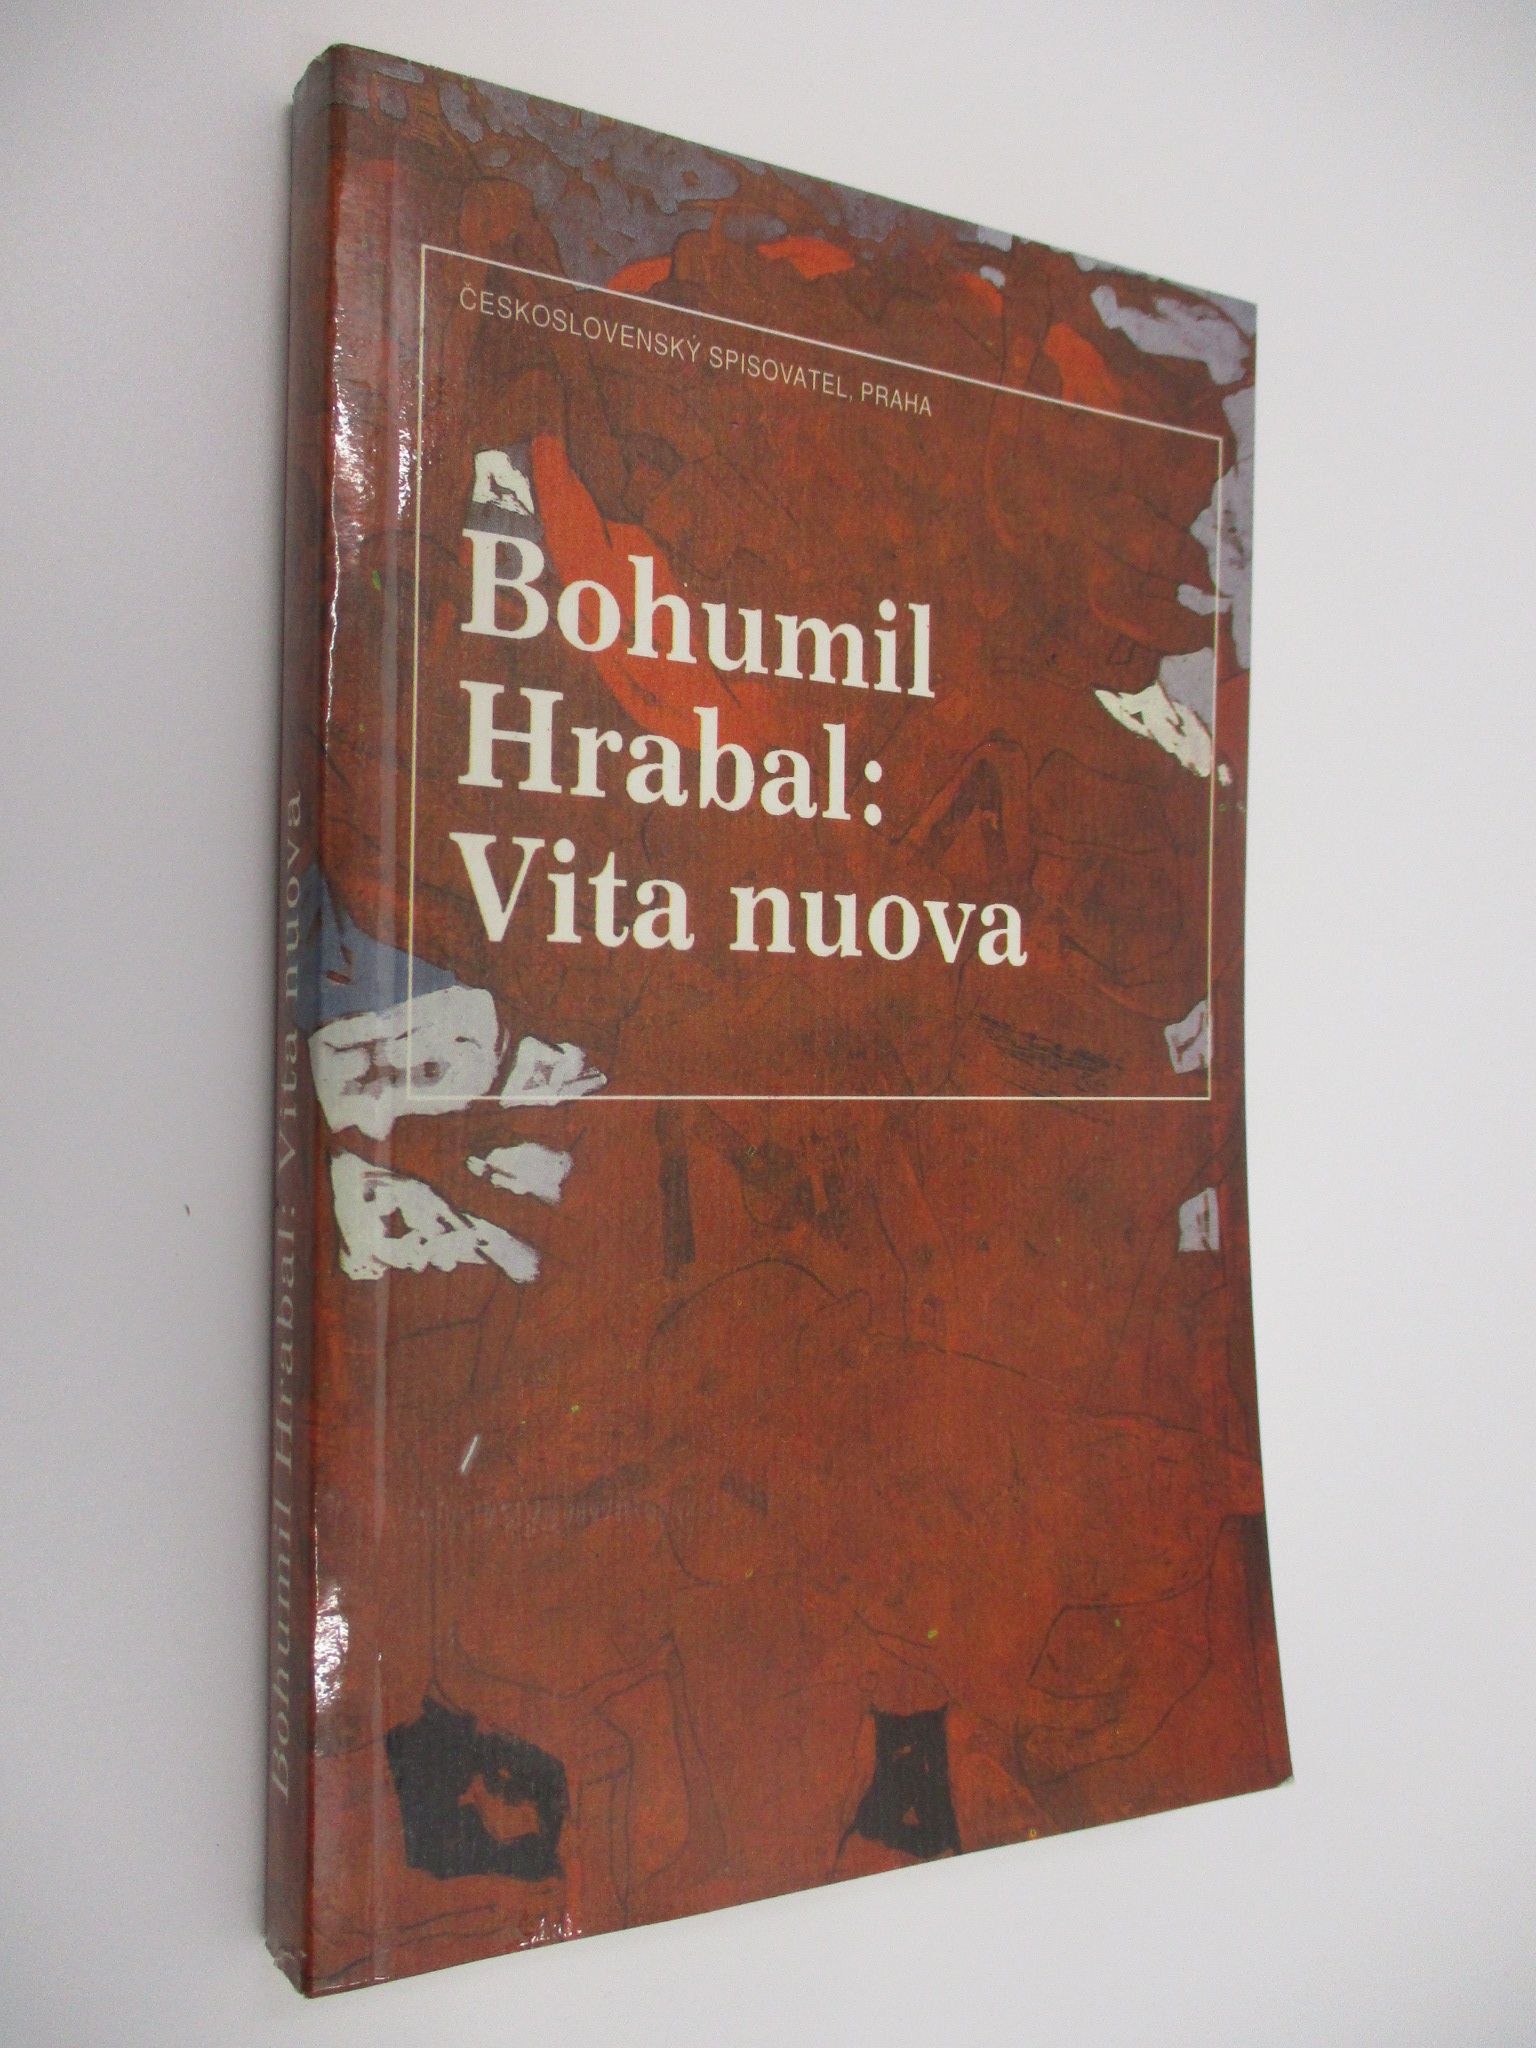 ČESKOSLOVENSKÝ SPISOVATEL, PRAHA
Bohumil
Hrabal:
Vita nuova
Bohumil Hrabal: Vita nuova